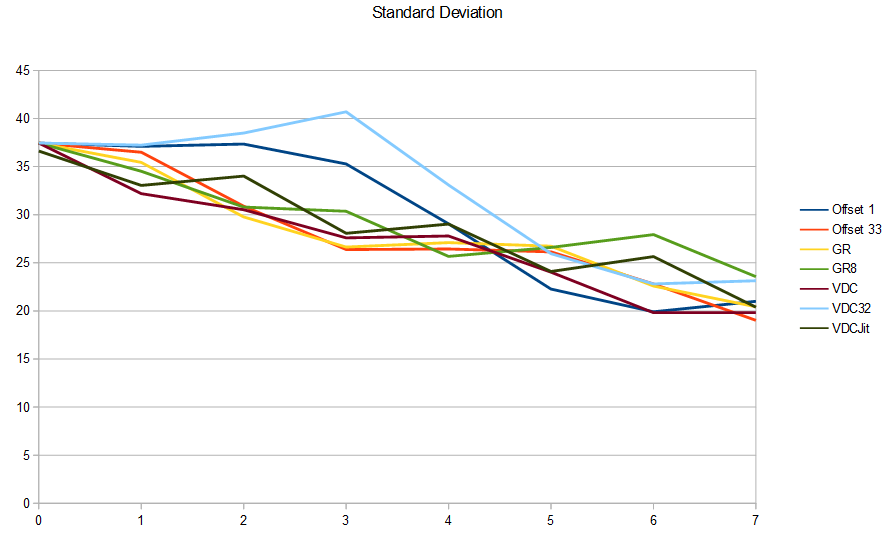 Standard Deviation
45
40
35
30
25
20
15
10
5
0
0 1 2 3 4 5 6 7
Offset 1
Offset 33
GR
GR8
VDC
VDC32
VDCJit